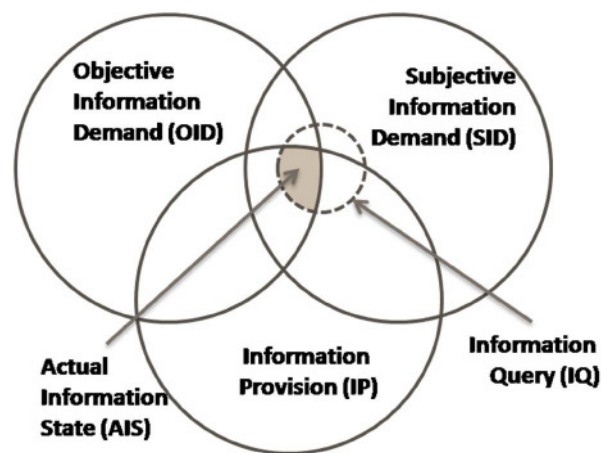 Objective
Information
Demand (OID)
Subjective
Information
Demand (SID)
Actual
Information
State (AIS)
Information
Provision (IP)
Information
Query (IQ)